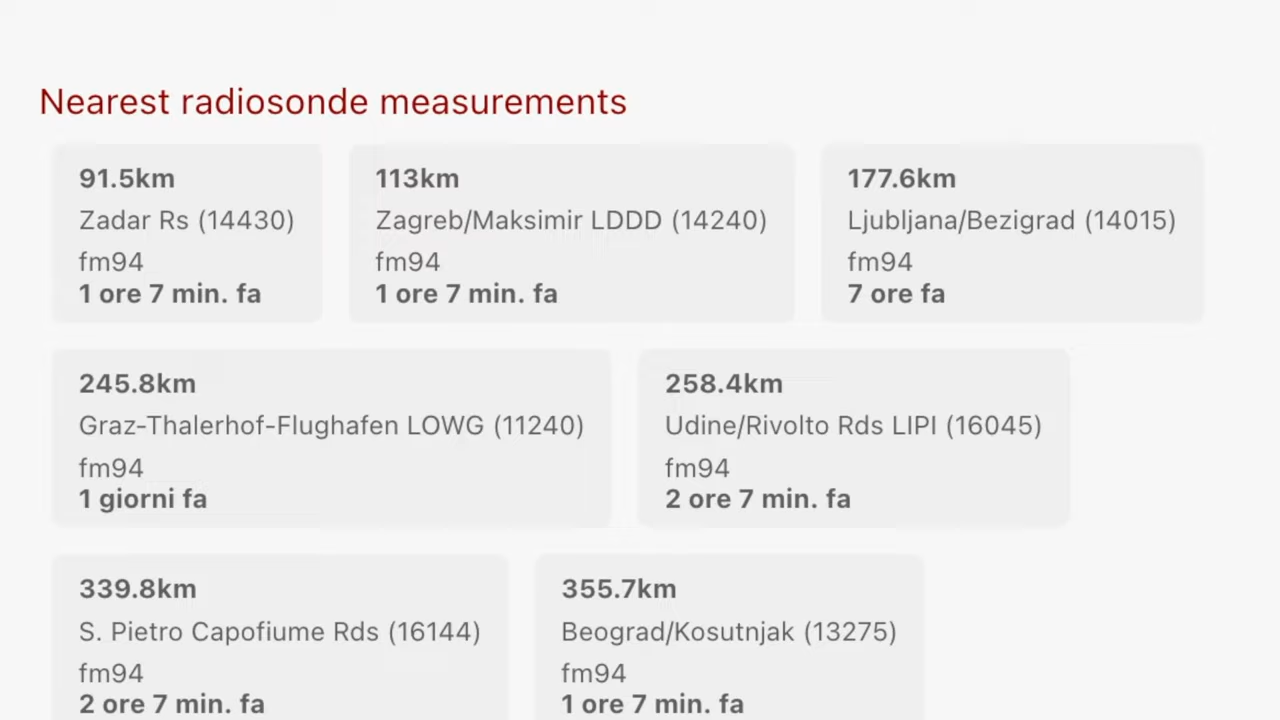 Nearest radiosonde measurements
91.5km
Zadar Rs (14430)
fm94
1 ore 7 min. fa
113km
Zagreb/Maksimir LDDD (14240)
fm94
1 ore 7 min. fa
177.6km
Ljubljana/Bezigrad (14015)
fm94
7 ore fa
245.8km
Graz-Thalerhof-Flughafen LOWG (11240)
fm94
1 giorni fa
258.4km
Udine/Rivolto Rds LIPI (16045)
fm94
2 ore 7 min. fa
339.8km
S. Pietro Capofiume Rds (16144)
fm94
2 ore 7 min. fa
355.7km
Beograd/Kosutnjak (13275)
fm94
1 ore 7 min. fa